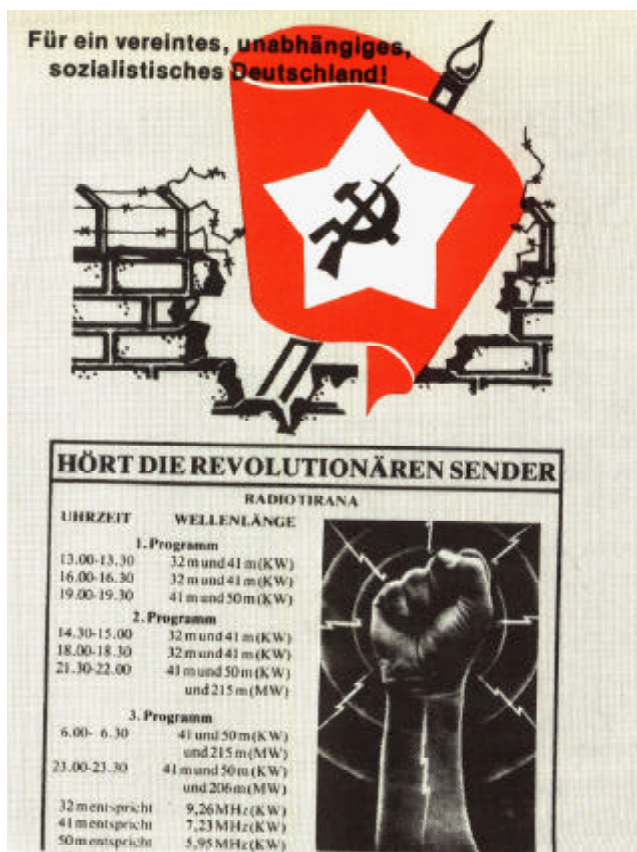 Für ein vereintes, unabhängiges,
sozialistisches Deutschland!
HÖRT DIE REVOLUTIONÄREN SENDER
RADIO TIRANA
UHRZEIT WELLENLÄNGE
1. Programm
13.00-13.30 32 m und 41 m (KW)
16.00-16.30 32 m und 41 m (KW)
19.00-19.30 41 m und 50 m (KW)
2. Programm
14.30-15.00 32 m und 41 m (KW)
18.00-18.30 32 m und 41 m (KW)
21.30-22.00 41 m und 50 m (KW)
und 215 m (MW)
3. Programm
6.00- 6.30 41 und 50 m (KW)
und 215 m (MW)
23.00-23.30 41 m und 50 m (KW)
und 206 m (MW)
32 m entspricht 9,26 MHz (KW)
41 m entspricht 7,23 MHz (KW)
50 m entspricht 5,95 MHz (KW)